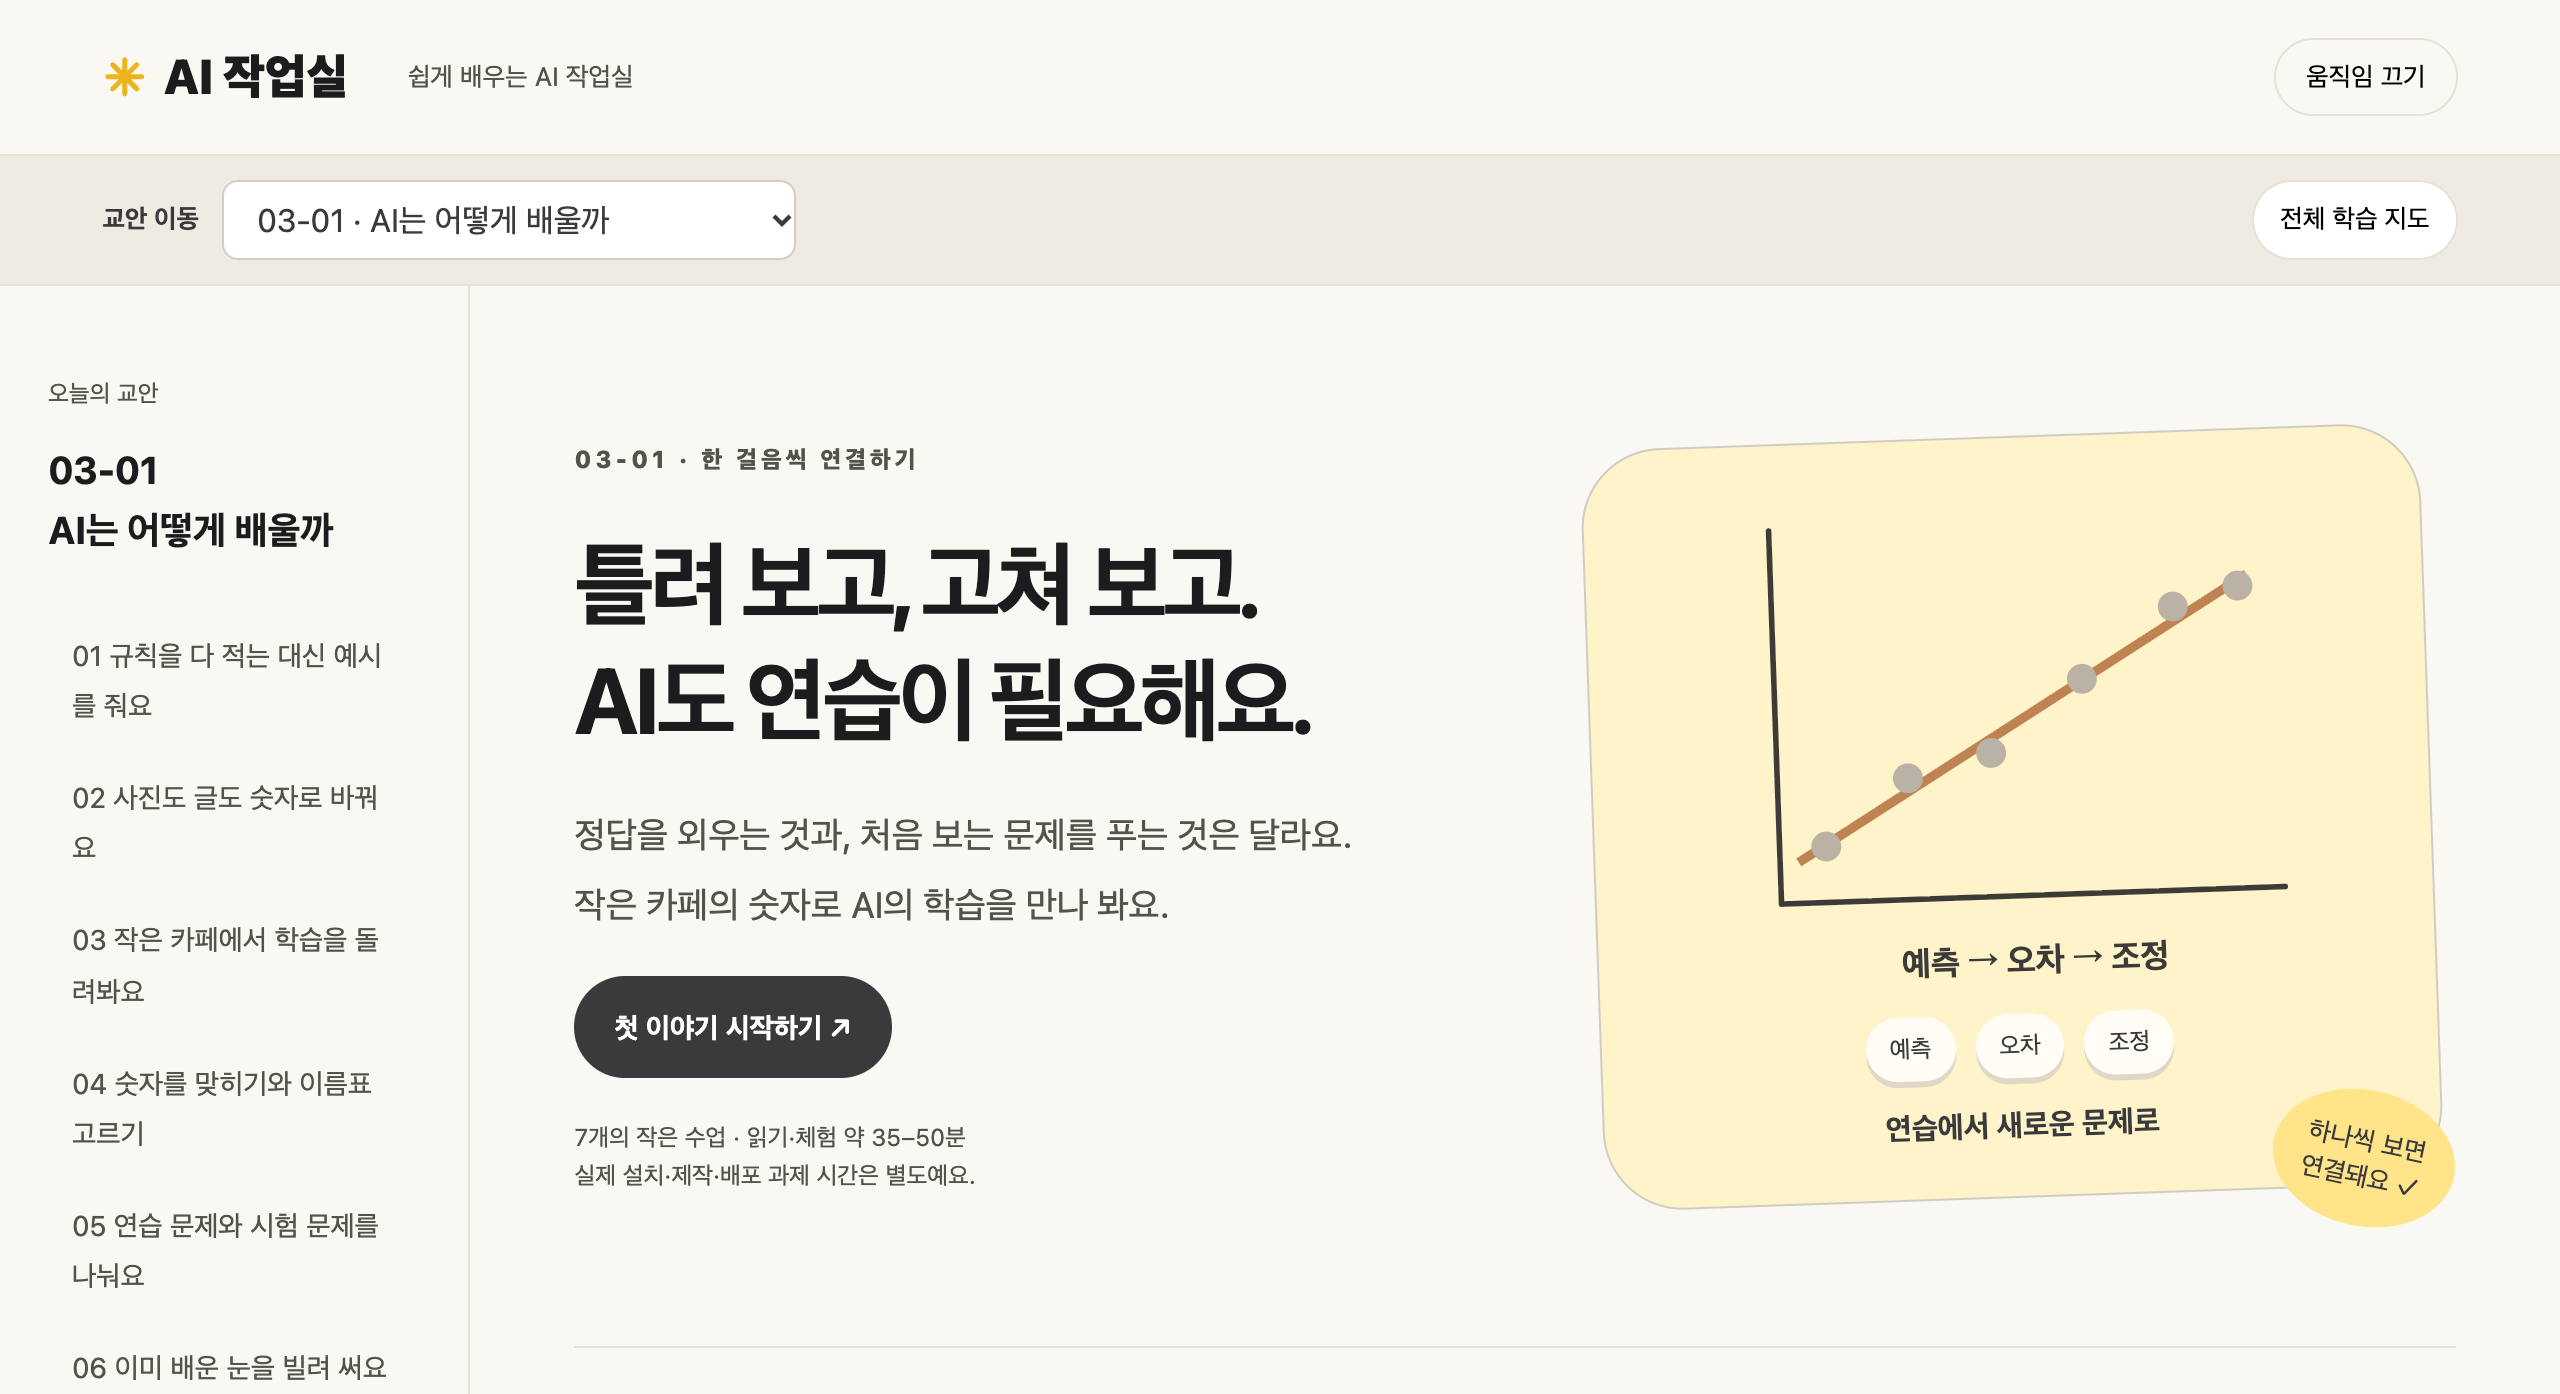 AI 작업실
쉽게 배우는 AI 작업실
움직임 끄기
교안 이동
03-01 · AI는 어떻게 배울까
전체 학습 지도
오늘의 교안
03-01
AI는 어떻게 배울까
01 규칙을 다 적는 대신 예시
를 줘요
02 사진도 글도 숫자로 바꿔
요
03 작은 카페에서 학습을 돌
려봐요
04 숫자를 맞히기와 이름표
고르기
05 연습 문제와 시험 문제를
나눠요
06 이미 배운 눈을 빌려 써요
03-01 · 한 걸음씩 연결하기
틀려 보고, 고쳐 보고.
AI도 연습이 필요해요.
정답을 외우는 것과, 처음 보는 문제를 푸는 것은 달라요.
작은 카페의 숫자로 AI의 학습을 만나 봐요.
첫 이야기 시작하기 ↗
7개의 작은 수업 · 읽기·체험 약 35–50분
실제 설치·제작·배포 과제 시간은 별도예요.
예측 → 오차 → 조정
예측
오차
조정
연습에서 새로운 문제로
하나씩 보면
연결돼요 ✓